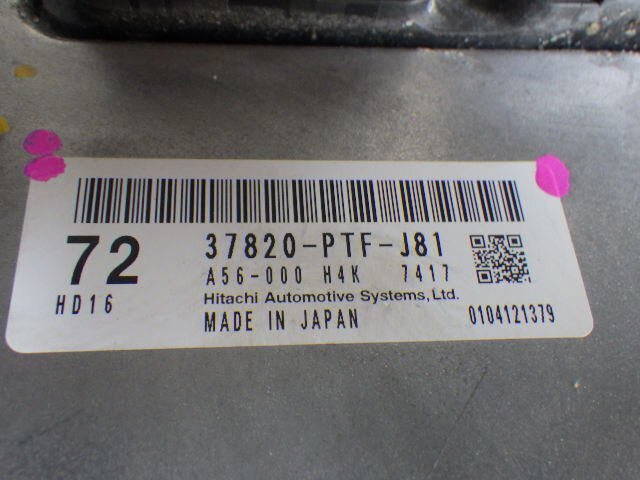 72 37820-PTF-J81
A56-000 H4K 7417
HD16 Hitachi Automotive Systems, Ltd.
MADE IN JAPAN 0104121379